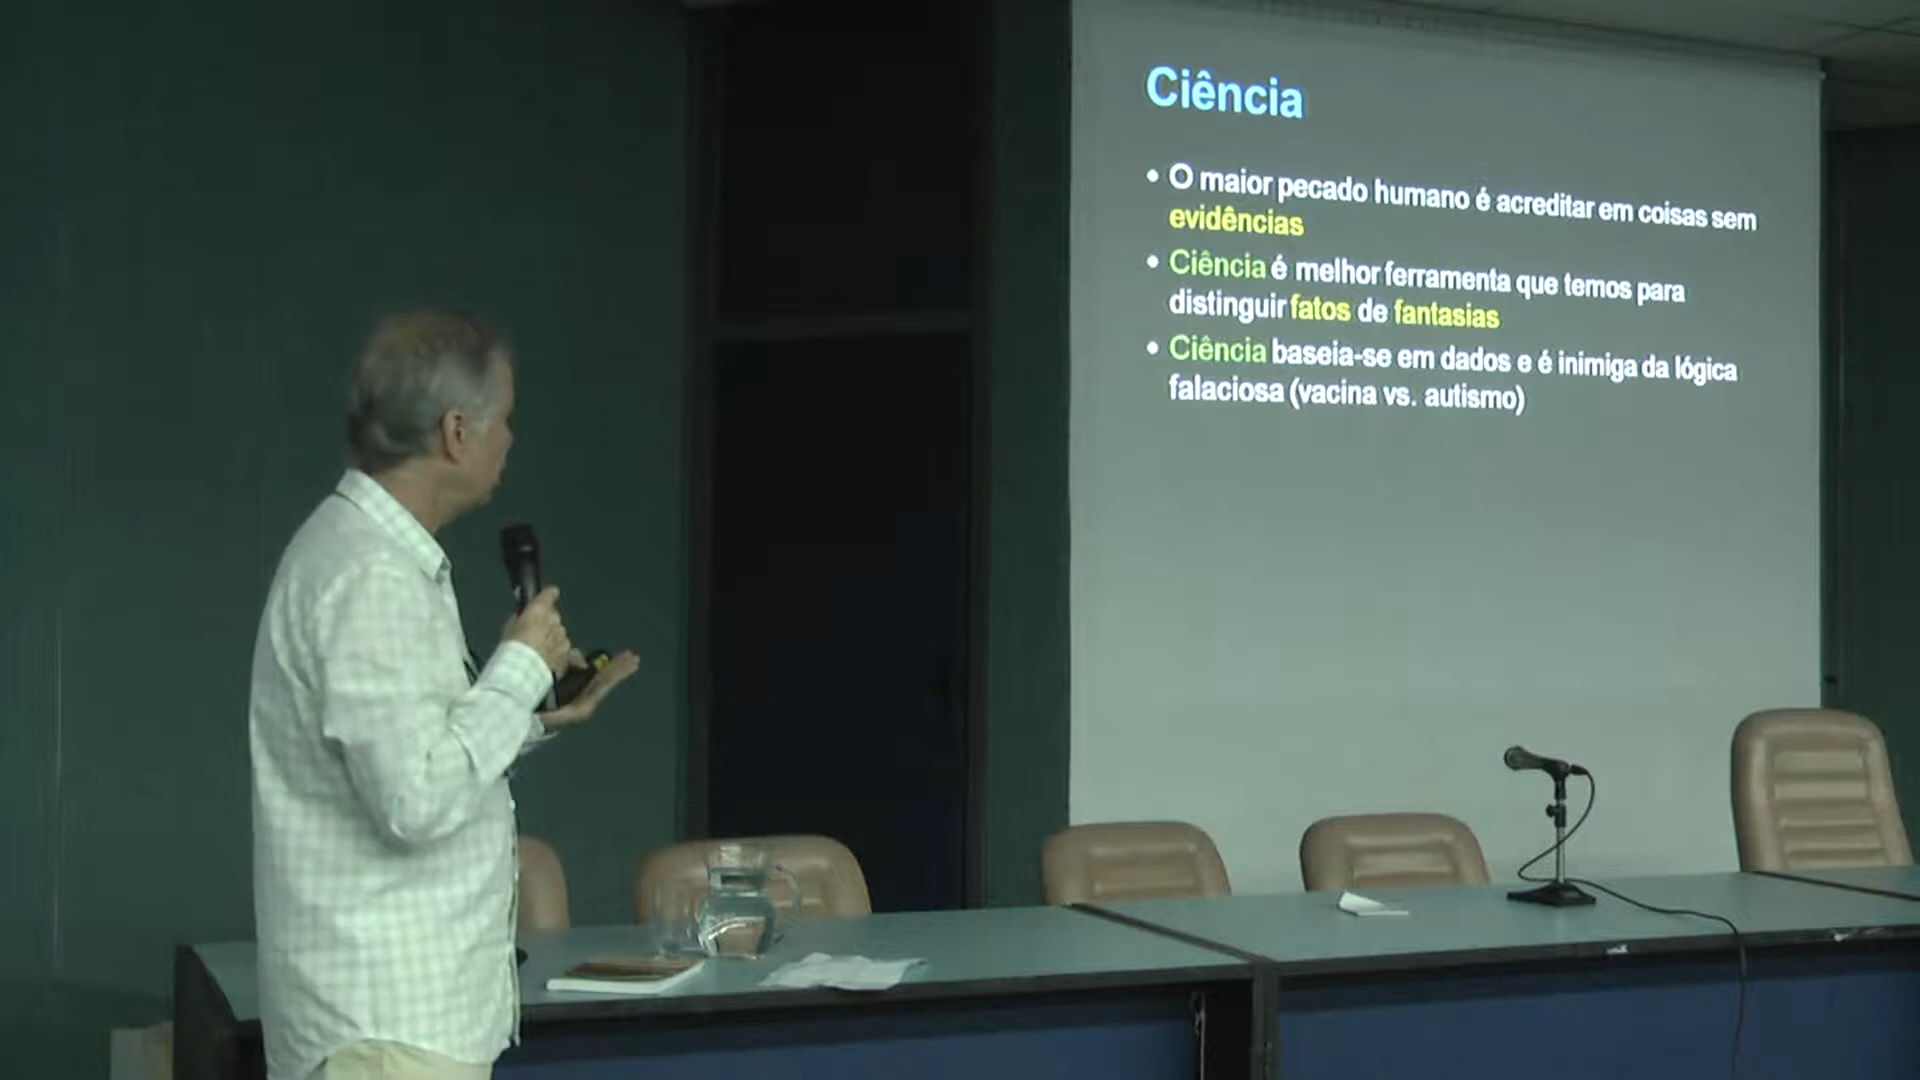 Ciência
• O maior pecado humano é acreditar em coisas sem
evidências
• Ciência é melhor ferramenta que temos para
distinguir fatos de fantasias
• Ciência baseia-se em dados e é inimiga da lógica
falaciosa (vacina vs. autismo)